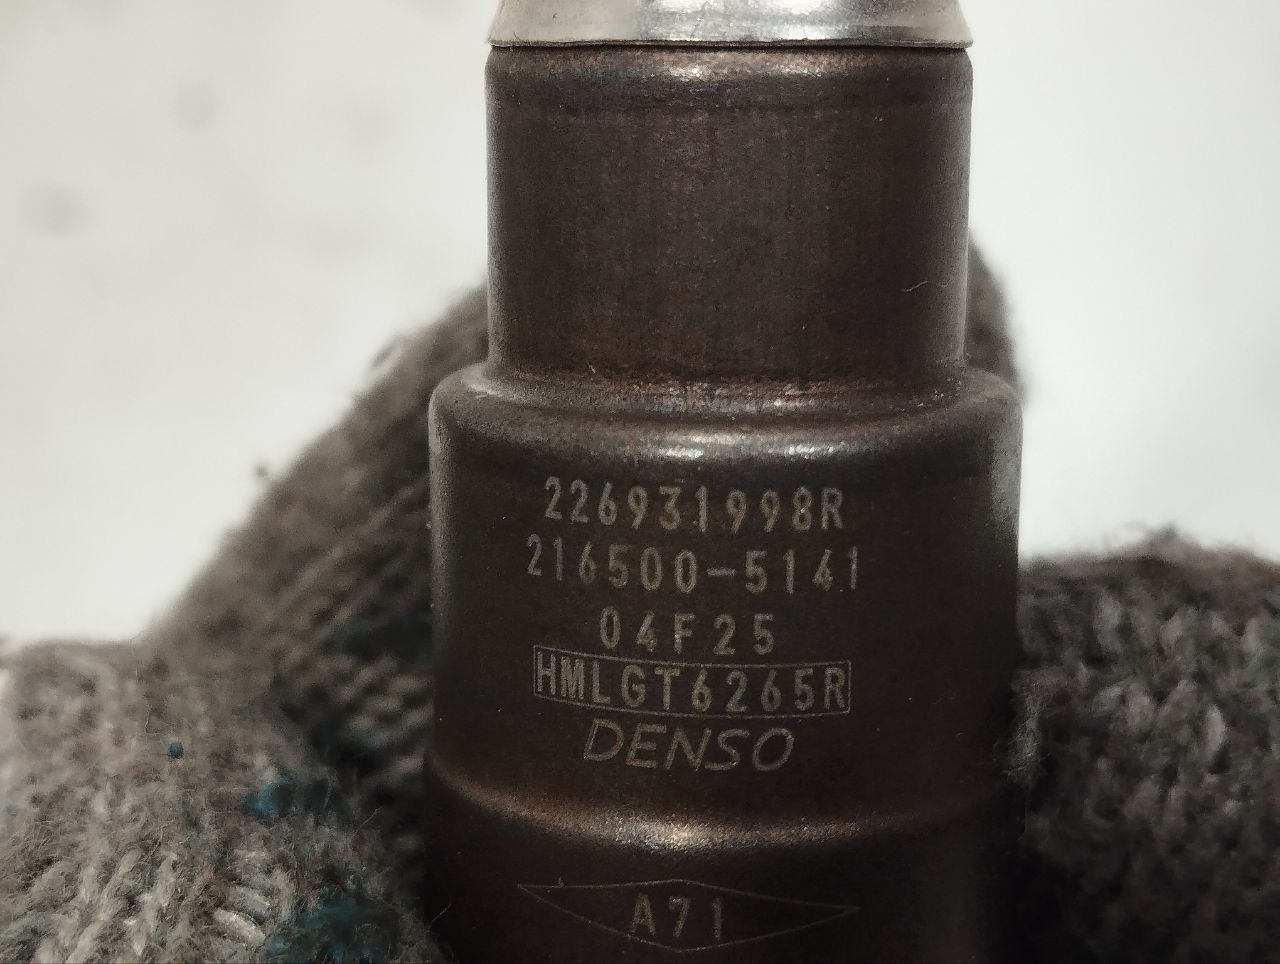 226931998R
216500-5141
04F25
HMLGT6265R
DENSO
A71